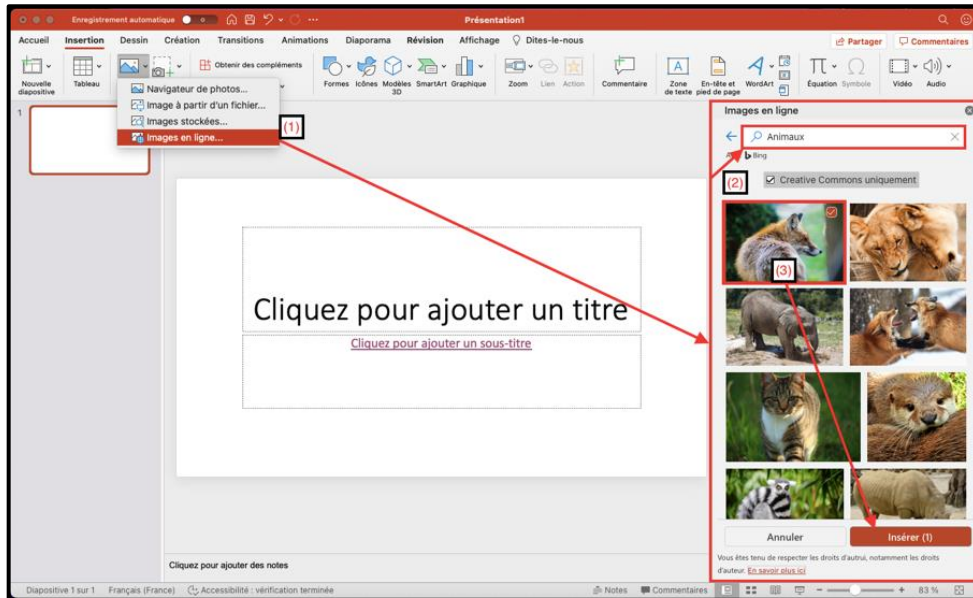 Enregistrement automatique
Présentation1
Accueil Insertion Dessin Création Transitions Animations Diaporama Révision Affichage Dites-le-nous Partager Commentaires
Obtenir des compléments
Nouvelle diapositive
Tableau
Formes Icônes Modèles 3D SmartArt Graphique
Zoom Lien Action
Commentaire
Zone de texte
En-tête et pied de page
WordArt
Équation Symbole
Vidéo Audio
Navigateur de photos...
Image à partir d'un fichier...
Images stockées...
Images en ligne...
(1)
1
Cliquez pour ajouter un titre
Cliquez pour ajouter un sous-titre
Images en ligne
Animaux
Bing
(2)
Creative Commons uniquement
(3)
Annuler
Insérer (1)
Vous êtes tenu de respecter les droits d'autrui, notamment les droits
d'auteur. En savoir plus ici
Cliquez pour ajouter des notes
Diapositive 1 sur 1 Français (France) Accessibilité : vérification terminée Notes Commentaires 83 %